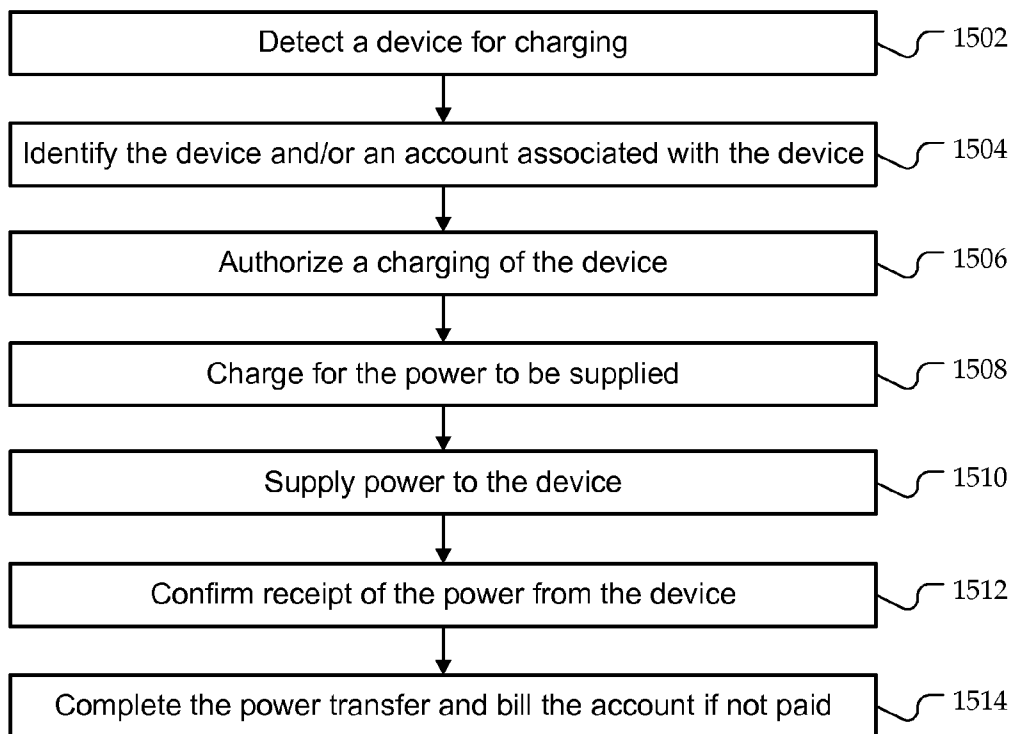 Detect a device for charging 1502
Identify the device and/or an account associated with the device 1504
Authorize a charging of the device 1506
Charge for the power to be supplied 1508
Supply power to the device 1510
Confirm receipt of the power from the device 1512
Complete the power transfer and bill the account if not paid 1514